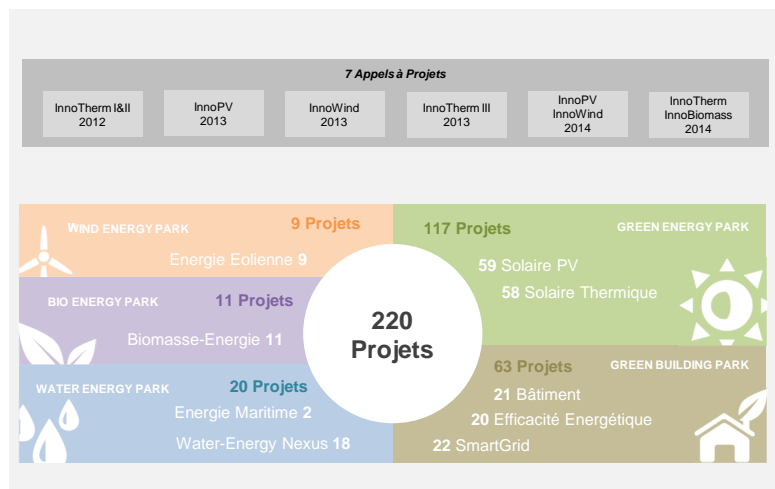 7 Appels à Projets
InnoTherm I&II
2012
InnoPV
2013
InnoWind
2013
InnoTherm III
2013
InnoPV
InnoWind
2014
InnoTherm
InnoBiomass
2014
WIND ENERGY PARK
9 Projets
Energie Eolienne 9
BIO ENERGY PARK
11 Projets
Biomasse-Energie 11
WATER ENERGY PARK
20 Projets
Energie Maritime 2
Water-Energy Nexus 18
220
Projets
117 Projets
GREEN ENERGY PARK
59 Solaire PV
58 Solaire Thermique
63 Projets
GREEN BUILDING PARK
21 Bâtiment
20 Efficacité Energétique
22 SmartGrid